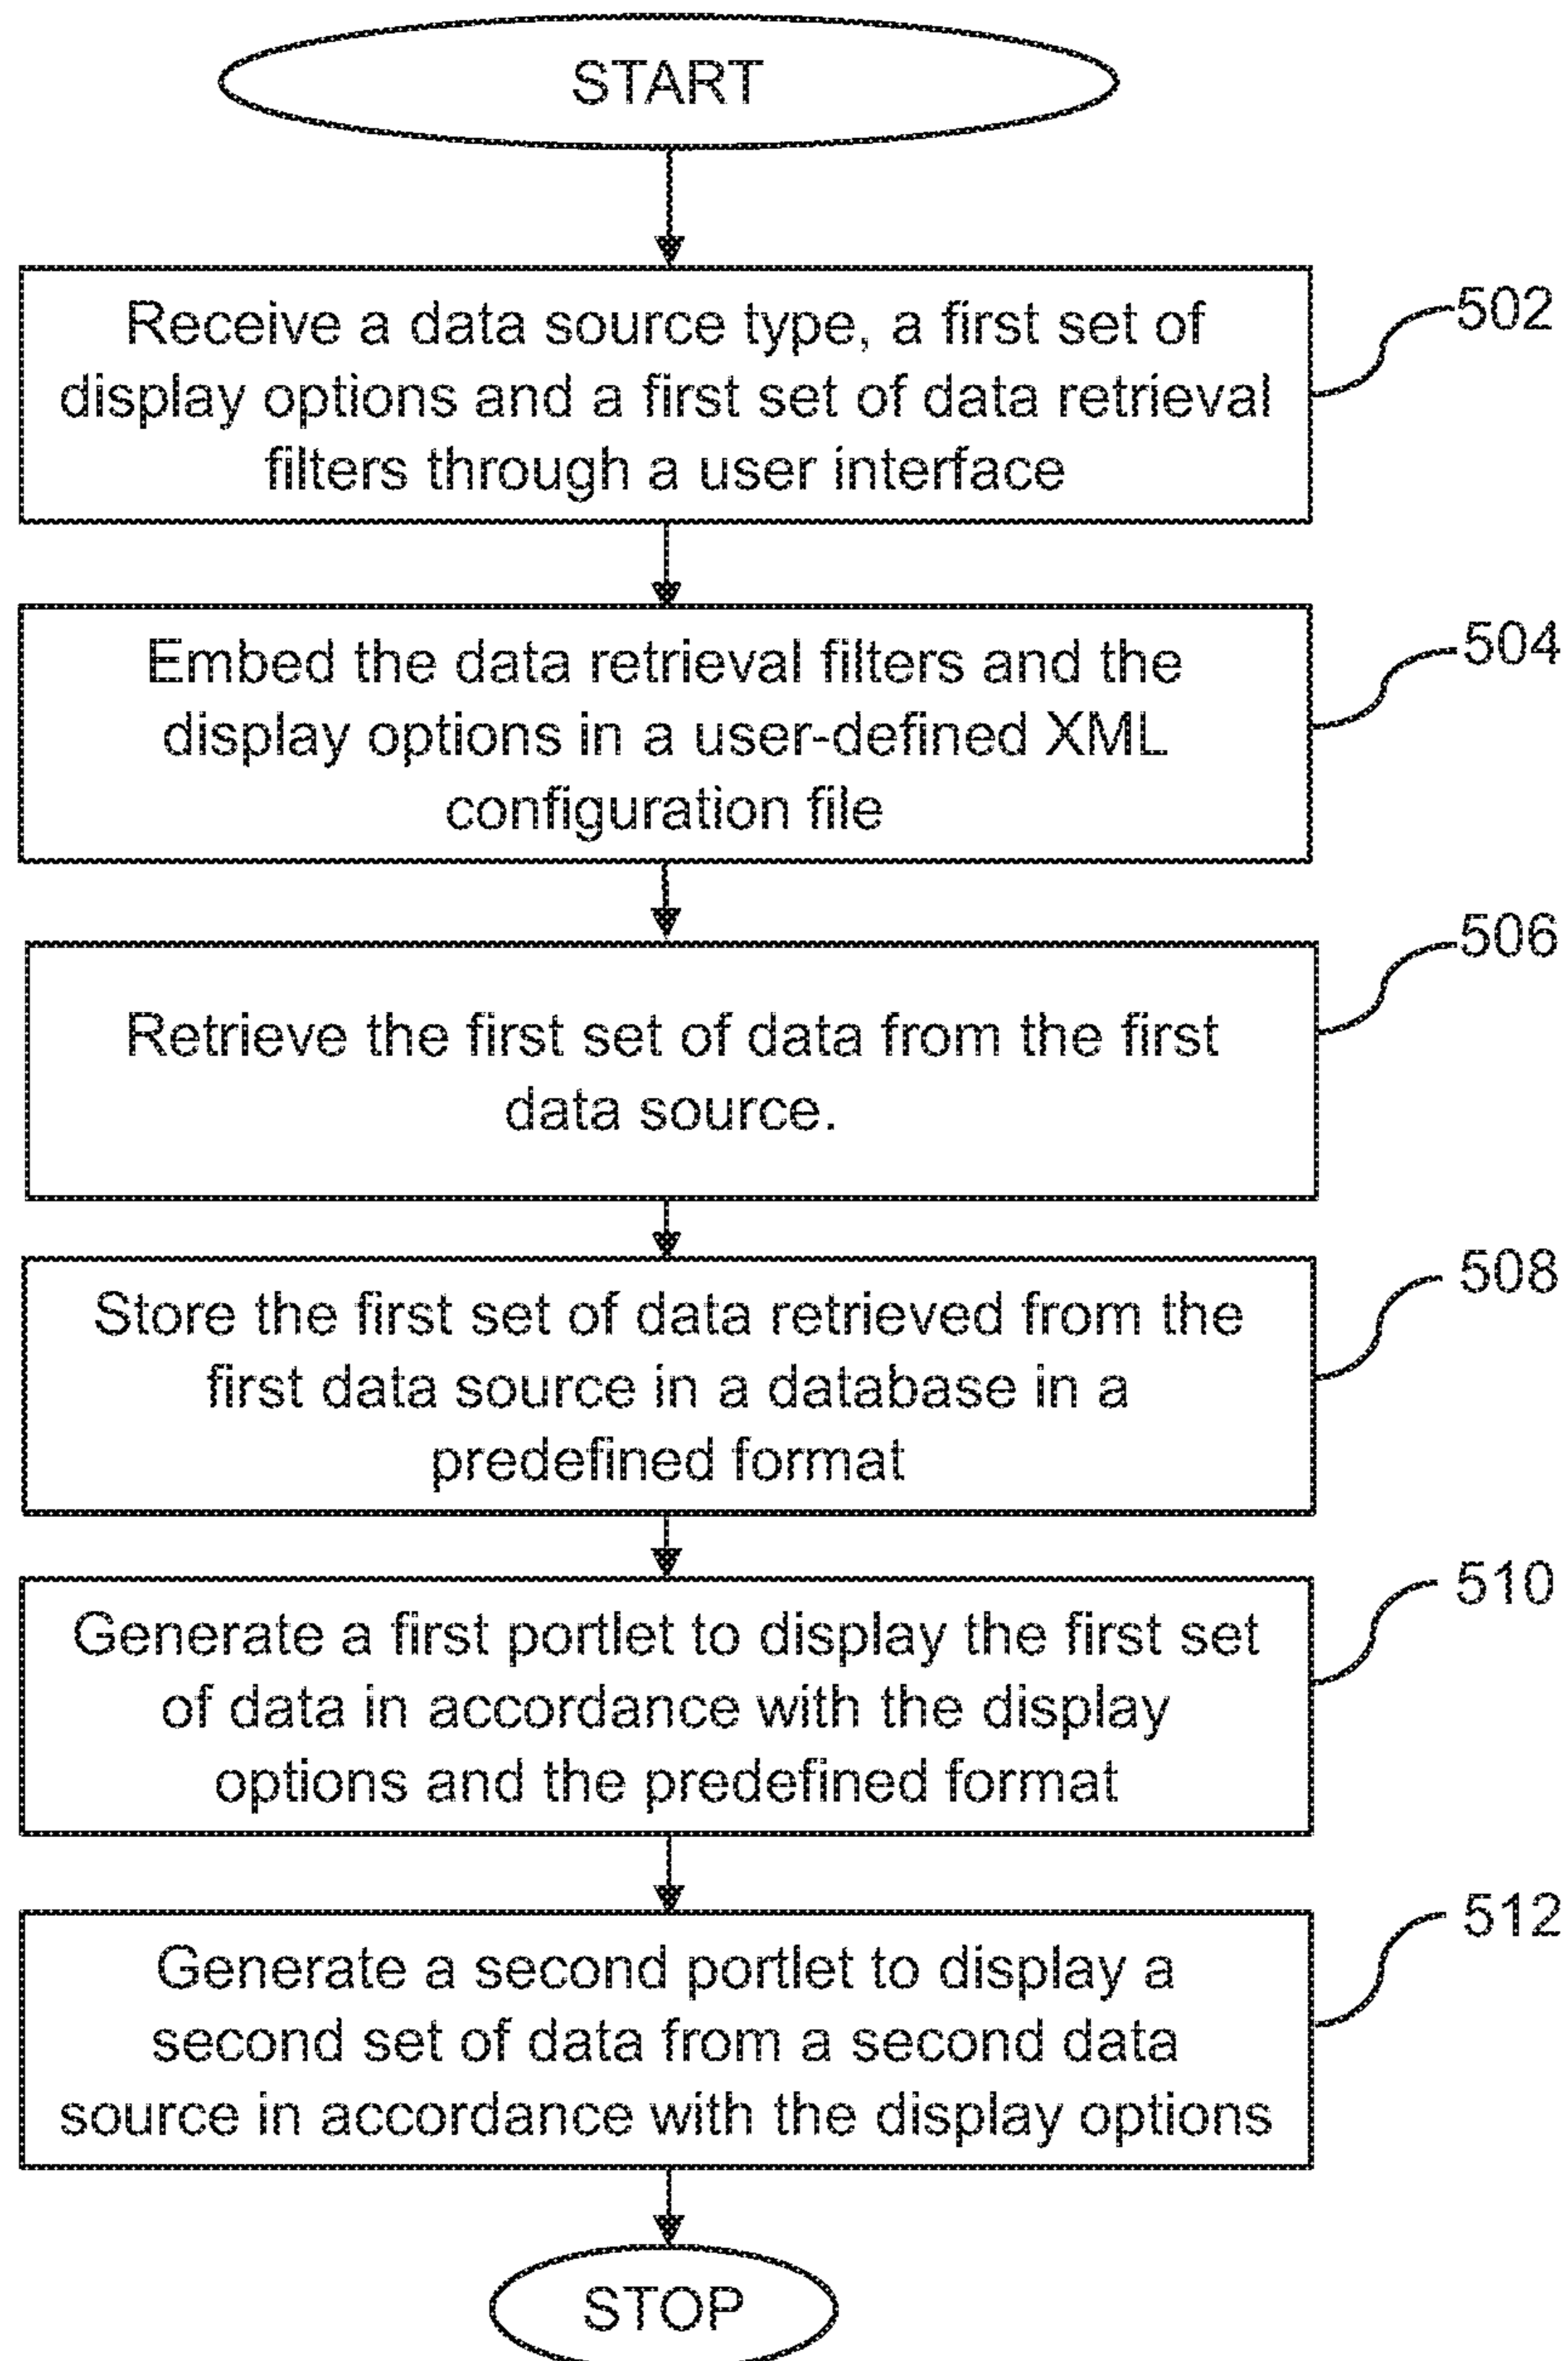 START
Receive a data source type, a first set of
display options and a first set of data retrieval
filters through a user interface
502
Embed the data retrieval filters and the
display options in a user-defined XML
configuration file
504
Retrieve the first set of data from the first
data source.
506
Store the first set of data retrieved from the
first data source in a database in a
predefined format
508
Generate a first portlet to display the first set
of data in accordance with the display
options and the predefined format
510
Generate a second portlet to display a
second set of data from a second data
source in accordance with the display options
512
STOP